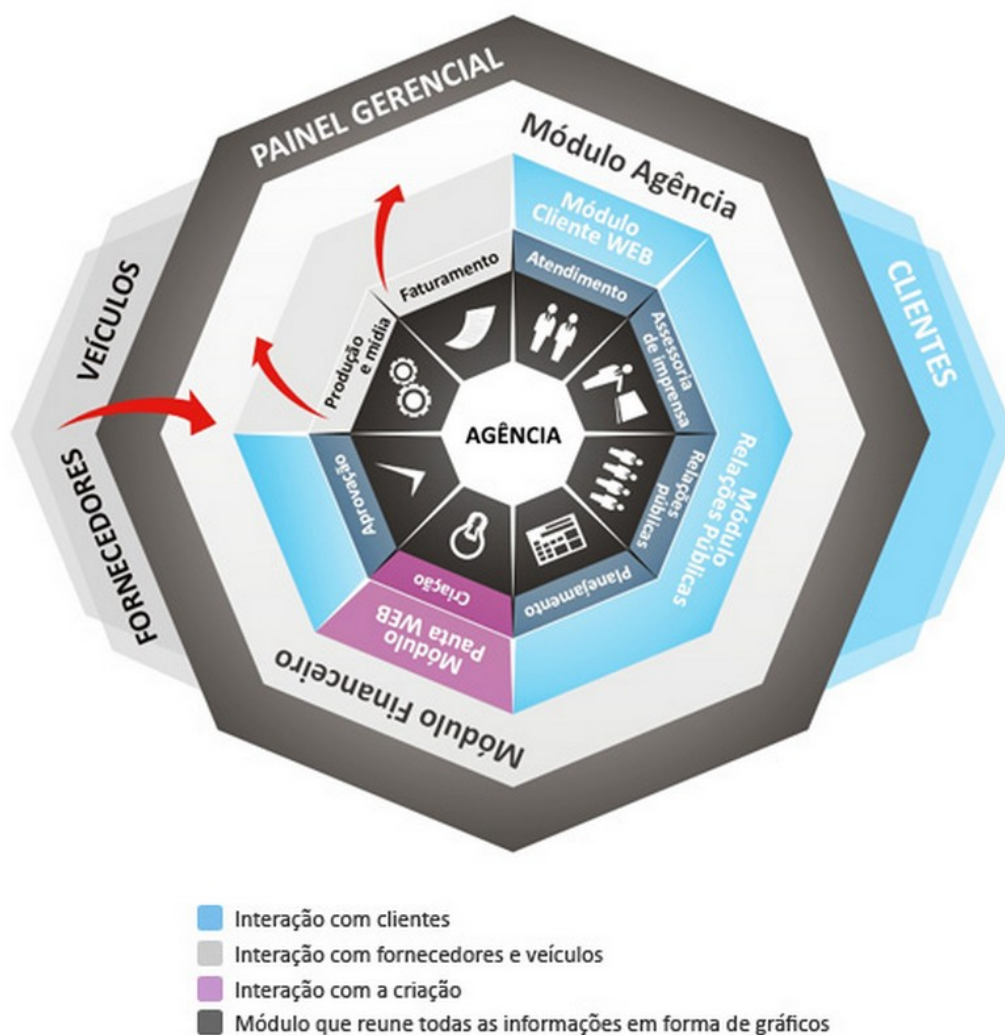 PAINEL GERENCIAL
Módulo Agência
Módulo
Cliente WEB
VEÍCULOS
CLIENTES
Faturamento
Atendimento
Produção
e mídia
Assessoria
de imprensa
AGÊNCIA
FORNECEDORES
Aprovação
Relações
públicas
Módulo
Relações Públicas
Criação
Planejamento
Módulo
Pauta WEB
Módulo Financeiro
Interação com clientes
Interação com fornecedores e veículos
Interação com a criação
Módulo que reune todas as informações em forma de gráficos